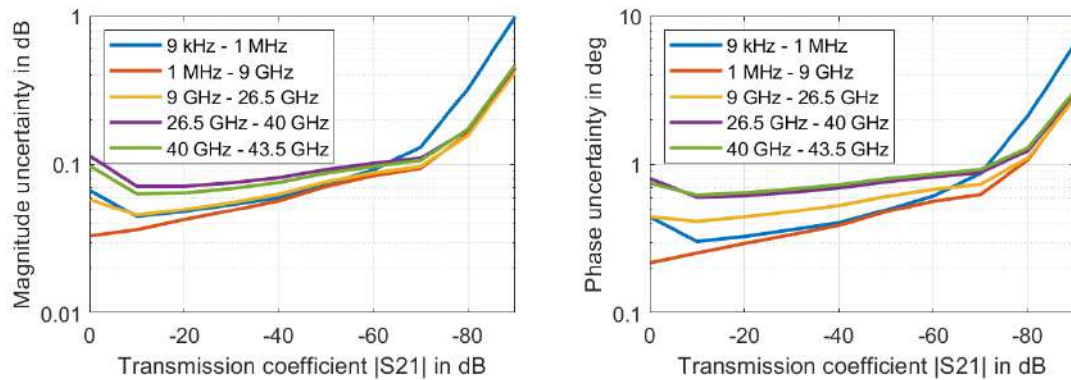 Magnitude uncertainty in dB
1
0.1
0.01
9 kHz - 1 MHz
1 MHz - 9 GHz
9 GHz - 26.5 GHz
26.5 GHz - 40 GHz
40 GHz - 43.5 GHz
0 -20 -40 -60 -80
Transmission coefficient |S21| in dB
Phase uncertainty in deg
10
1
0.1
9 kHz - 1 MHz
1 MHz - 9 GHz
9 GHz - 26.5 GHz
26.5 GHz - 40 GHz
40 GHz - 43.5 GHz
0 -20 -40 -60 -80
Transmission coefficient |S21| in dB